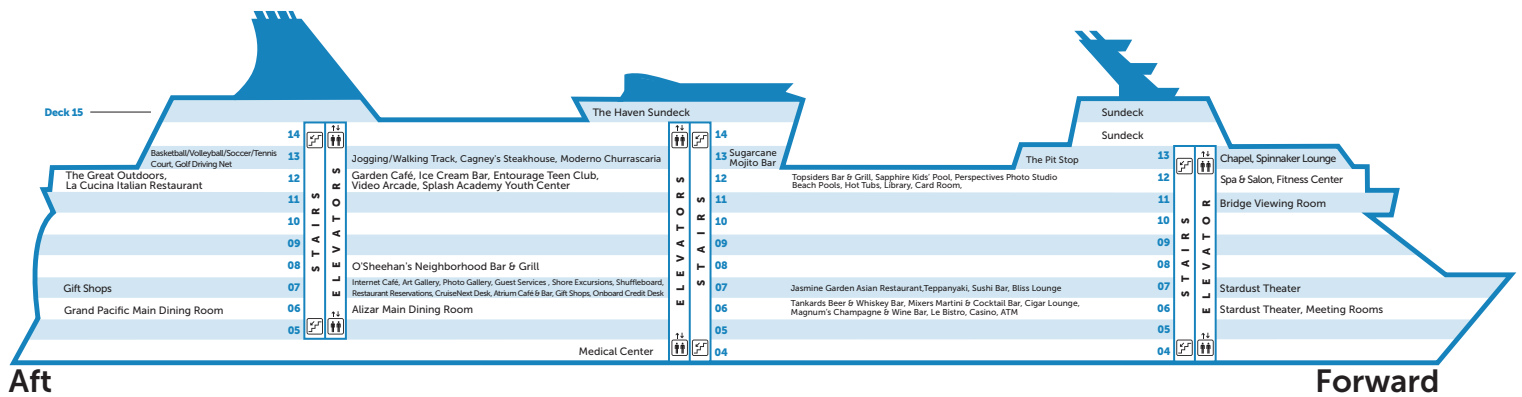 Deck 15
The Haven Sundeck
Sundeck
14
14
Sundeck
Basketball/Volleyball/Soccer/Tennis
Court, Golf Driving Net
13
Jogging/Walking Track, Cagney's Steakhouse, Moderno Churrascaria
13
Sugarcane
Mojito Bar
The Pit Stop
13
Chapel, Spinnaker Lounge
The Great Outdoors,
La Cucina Italian Restaurant
12
Garden Café, Ice Cream Bar, Entourage Teen Club,
Video Arcade, Splash Academy Youth Center
12
Topsiders Bar & Grill, Sapphire Kids' Pool, Perspectives Photo Studio
Beach Pools, Hot Tubs, Library, Card Room,
12
Spa & Salon, Fitness Center
11
11
11
Bridge Viewing Room
10
10
10
09
09
09
08
O'Sheehan's Neighborhood Bar & Grill
08
08
Gift Shops
07
Internet Café, Art Gallery, Photo Gallery, Guest Services , Shore Excursions, Shuffleboard,
Restaurant Reservations, CruiseNext Desk, Atrium Café & Bar, Gift Shops, Onboard Credit Desk
07
Jasmine Garden Asian Restaurant,Teppanyaki, Sushi Bar, Bliss Lounge
07
Stardust Theater
Grand Pacific Main Dining Room
06
Alizar Main Dining Room
06
Tankards Beer & Whiskey Bar, Mixers Martini & Cocktail Bar, Cigar Lounge,
Magnum's Champagne & Wine Bar, Le Bistro, Casino, ATM
06
Stardust Theater, Meeting Rooms
05
05
05
Medical Center
04
04
STAIRS
ELEVATORS
ELEVATORS
STAIRS
STAIRS
ELEVATOR
Aft
Forward